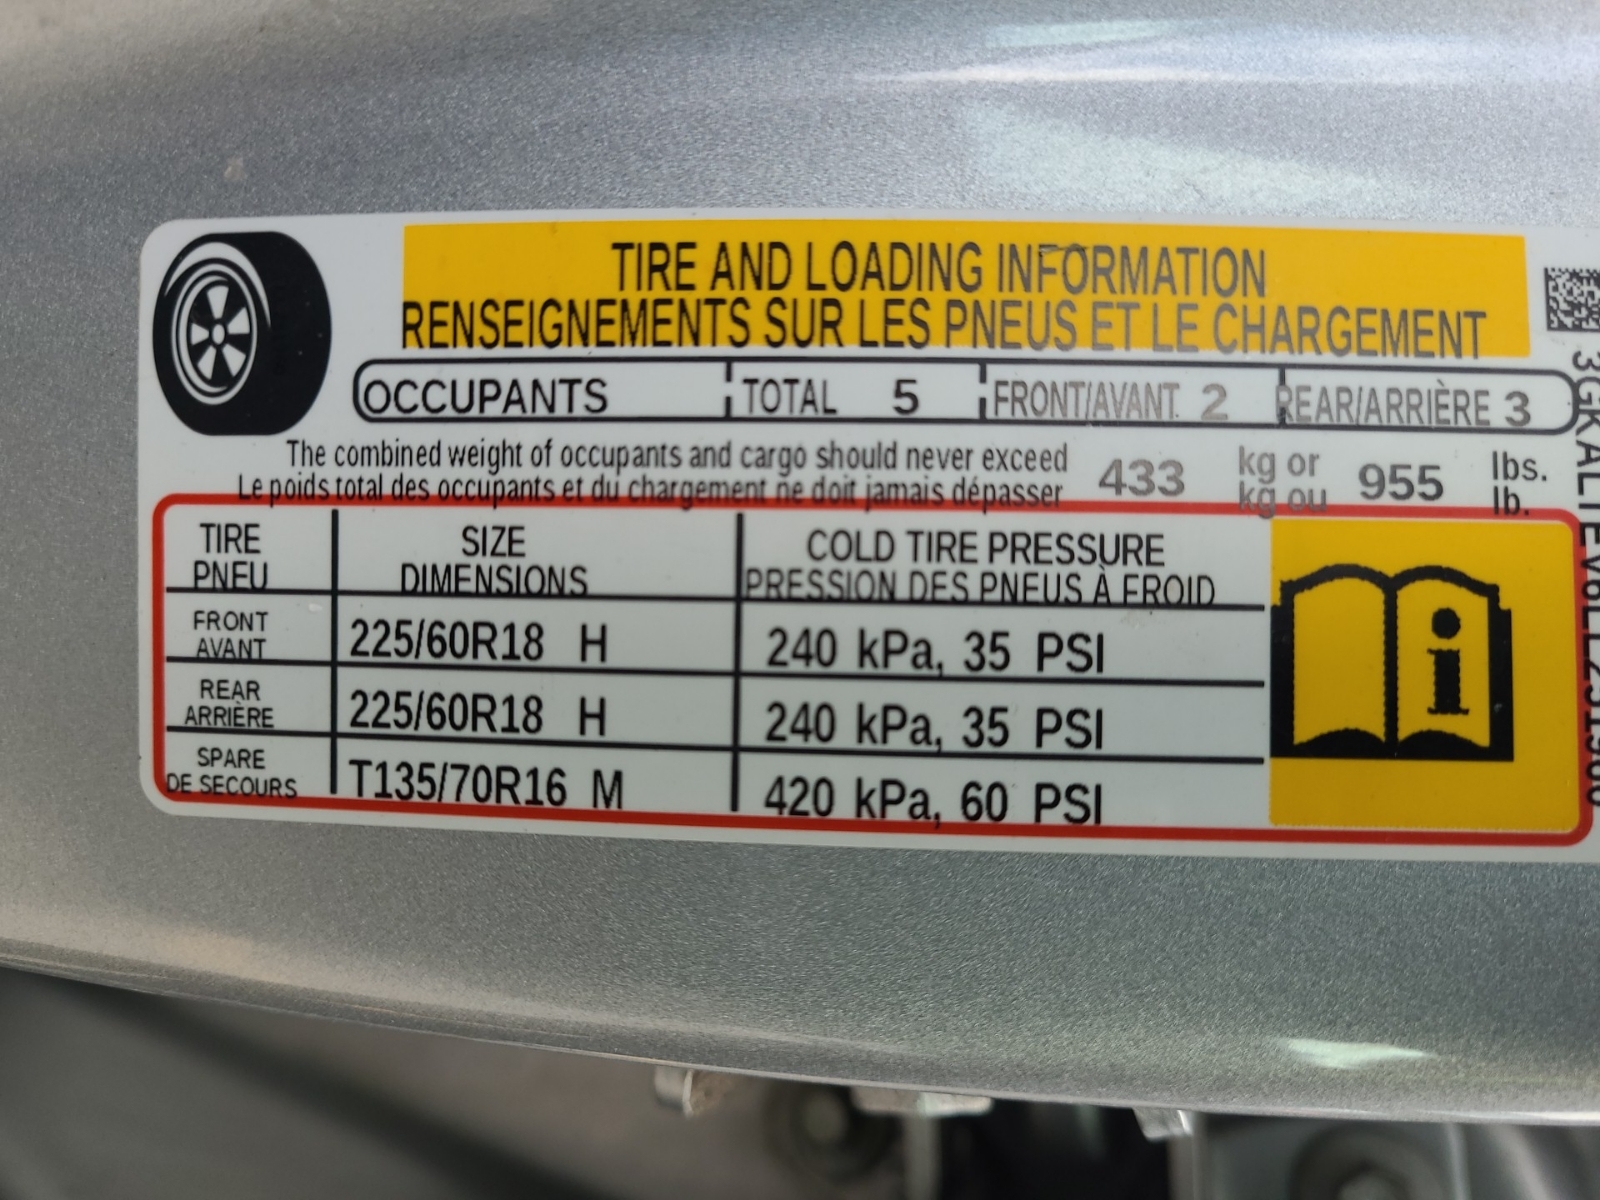 TIRE AND LOADING INFORMATION
RENSEIGNEMENTS SUR LES PNEUS ET LE CHARGEMENT
OCCUPANTS TOTAL 5 FRONT/AVANT 2 REAR/ARRIÈRE 3
The combined weight of occupants and cargo should never exceed 433 kg or 955 lbs.
Le poids total des occupants et du chargement ne doit jamais dépasser kg ou lb.
TIRE SIZE COLD TIRE PRESSURE
PNEU DIMENSIONS PRESSION DES PNEUS À FROID
FRONT
AVANT 225/60R18 H 240 kPa, 35 PSI
REAR
ARRIÈRE 225/60R18 H 240 kPa, 35 PSI
SPARE
DE SECOURS T135/70R16 M 420 kPa, 60 PSI
i